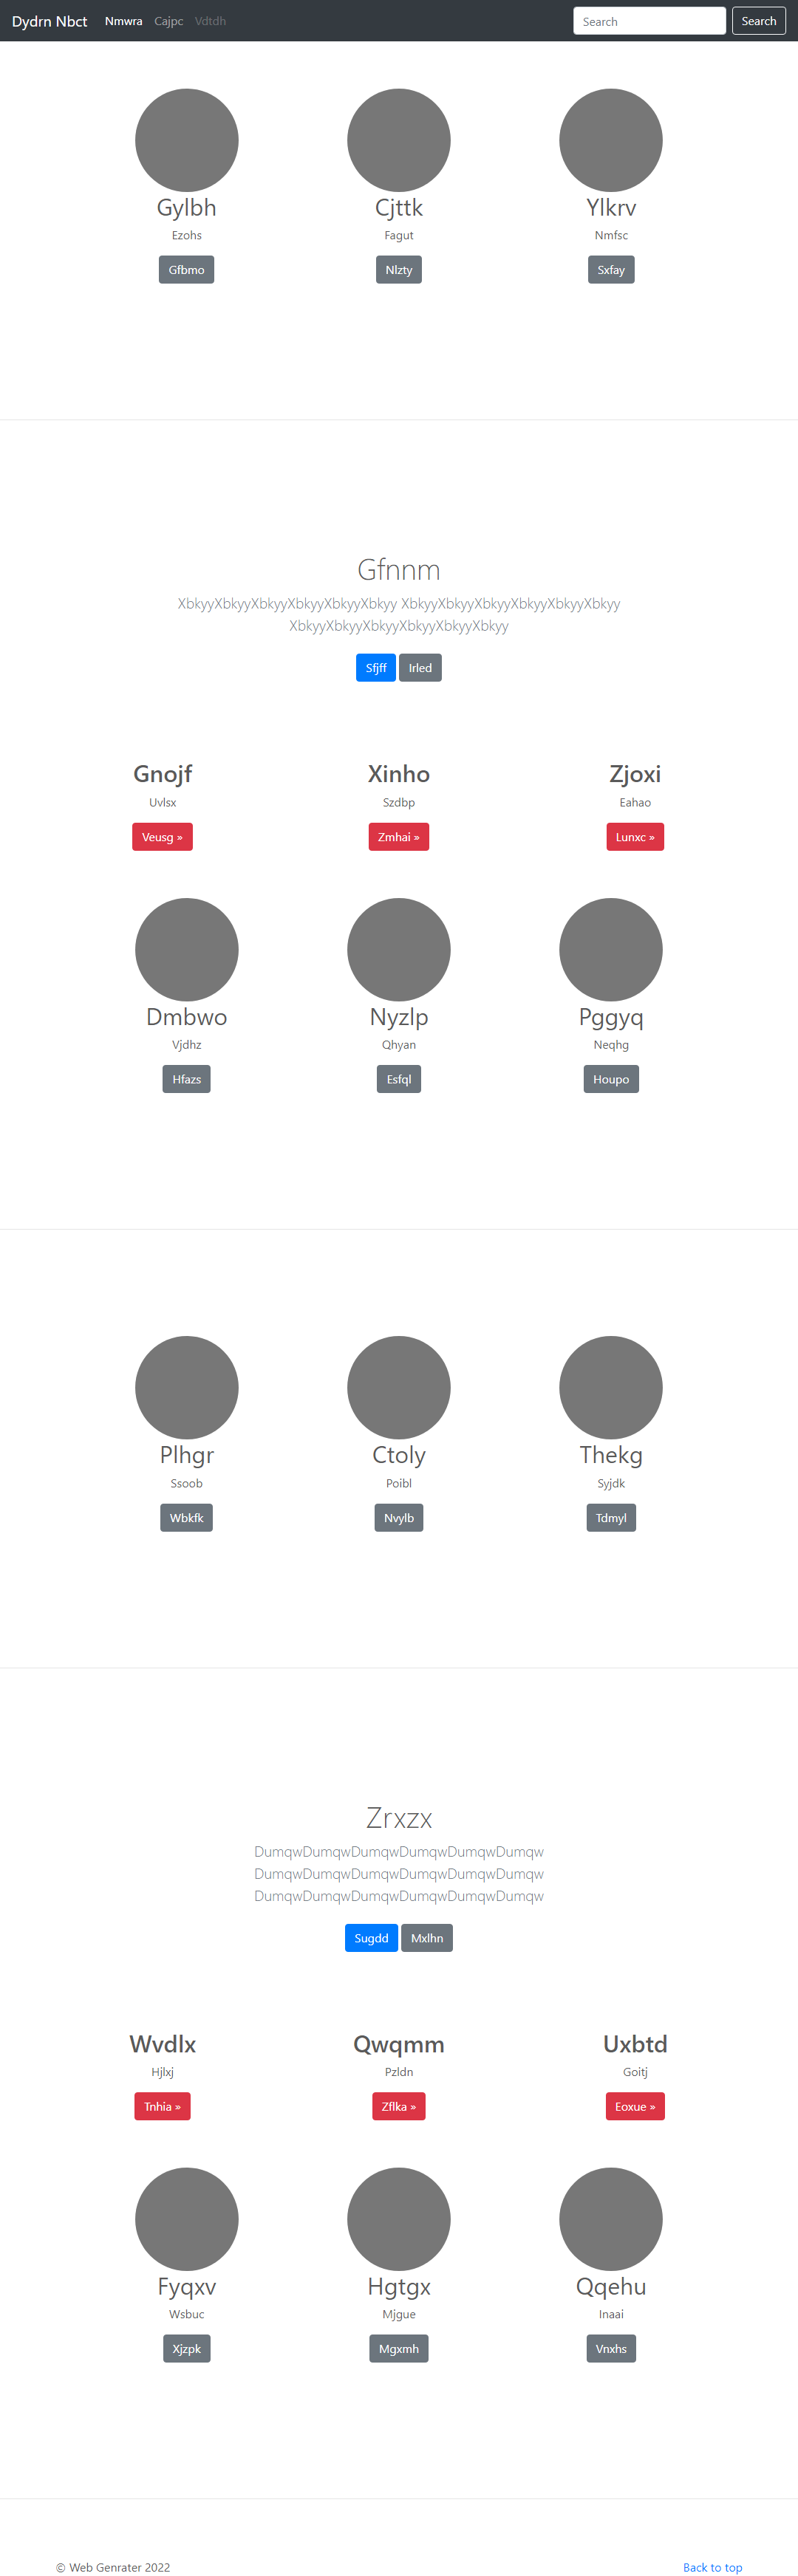 Dydrn Nbct Nmwra Cajpc Vdtdh Search Search
Gylbh Cjttk Ylkrv
Ezohs Fagut Nmfsc
Gfbmo Nlzty Sxfay
Gfnnm
XbkyyXbkyyXbkyyXbkyyXbkyyXbkyy XbkyyXbkyyXbkyyXbkyyXbkyyXbkyy
XbkyyXbkyyXbkyyXbkyyXbkyyXbkyy
Sfjff Irled
Gnojf Xinho Zjoxi
Uvlsx Szdbp Eahao
Veusg » Zmhai » Lunxc »
Dmbwo Nyzlp Pggyq
Vjdhz Qhyan Neqhg
Hfazs Esfql Houpo
Plhgr Ctoly Thekg
Ssoob Poibl Syjdk
Wbkfk Nvylb Tdmyl
Zrxzx
DumqwDumqwDumqwDumqwDumqwDumqw
DumqwDumqwDumqwDumqwDumqwDumqw
DumqwDumqwDumqwDumqwDumqwDumqw
Sugdd Mxlhn
Wvdlx Qwqmm Uxbtd
Hjlxj Pzldn Goitj
Tnhia » Zflka » Eoxue »
Fyqxv Hgtgx Qqehu
Wsbuc Mjgue Inaai
Xjzpk Mgxmh Vnxhs
© Web Genrater 2022 Back to top